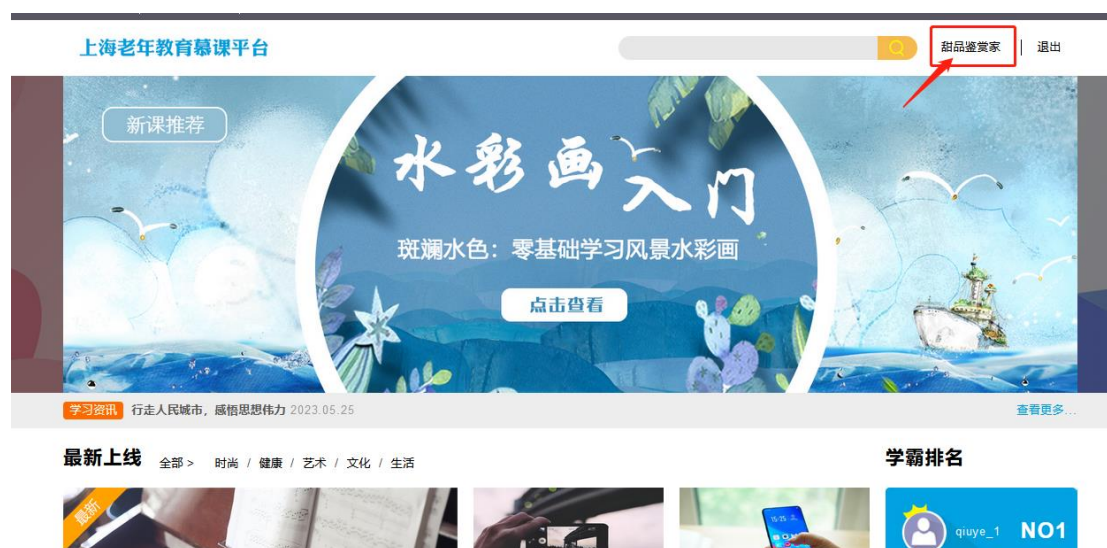 上海老年教育慕课平台
甜品鉴赏家 | 退出
新课推荐
水彩画入门
斑斓水色：零基础学习风景水彩画
点击查看
学习资讯 行走人民城市，感悟思想伟力 2023.05.25 查看更多...
最新上线 全部 > 时尚 / 健康 / 艺术 / 文化 / 生活
学霸排名
最新
qiuye_1 NO1